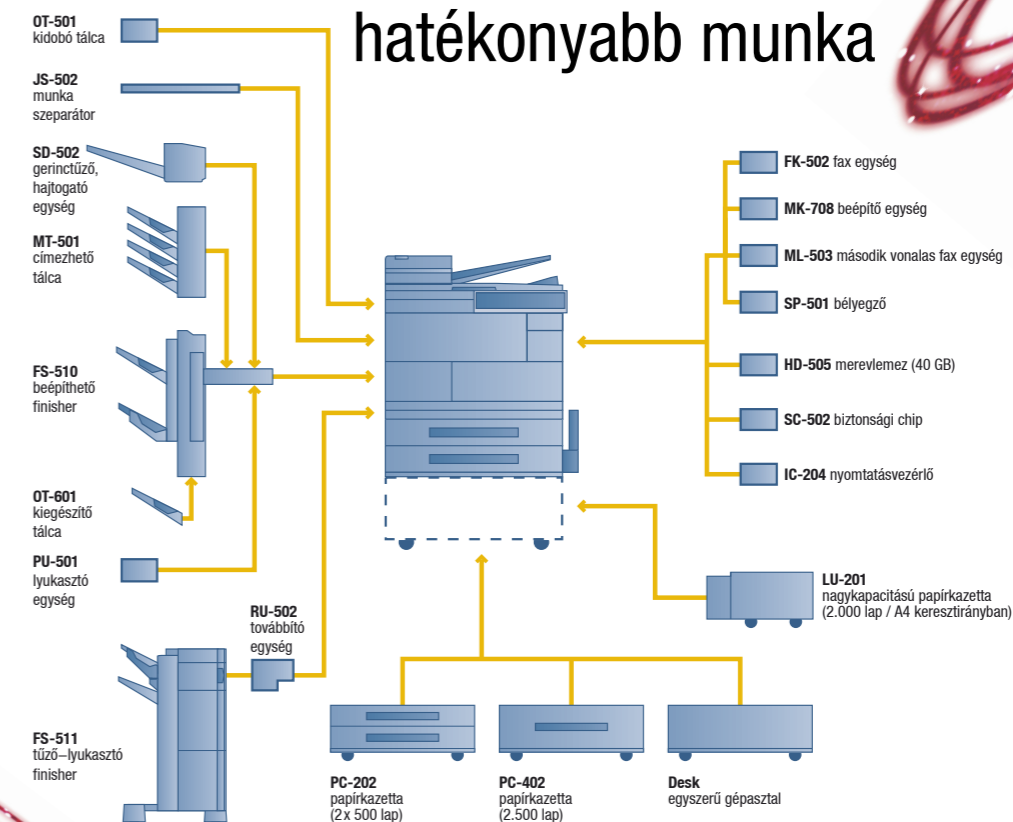 hatékonyabb munka
OT-501
kidobó tálca
JS-502
munka
szeparátor
SD-502
gerinctűző,
hajtogató
egység
MT-501
címezhető
tálca
FS-510
beépíthető
finisher
OT-601
kiegészítő
tálca
PU-501
lyukasztó
egység
RU-502
továbbító
egység
FS-511
tűző–lyukasztó
finisher
FK-502 fax egység
MK-708 beépítő egység
ML-503 második vonalas fax egység
SP-501 bélyegző
HD-505 merevlemez (40 GB)
SC-502 biztonsági chip
IC-204 nyomtatásvezérlő
LU-201
nagykapacitású papírkazetta
(2.000 lap / A4 keresztirányban)
PC-202
papírkazetta
(2x 500 lap)
PC-402
papírkazetta
(2.500 lap)
Desk
egyszerű gépasztal